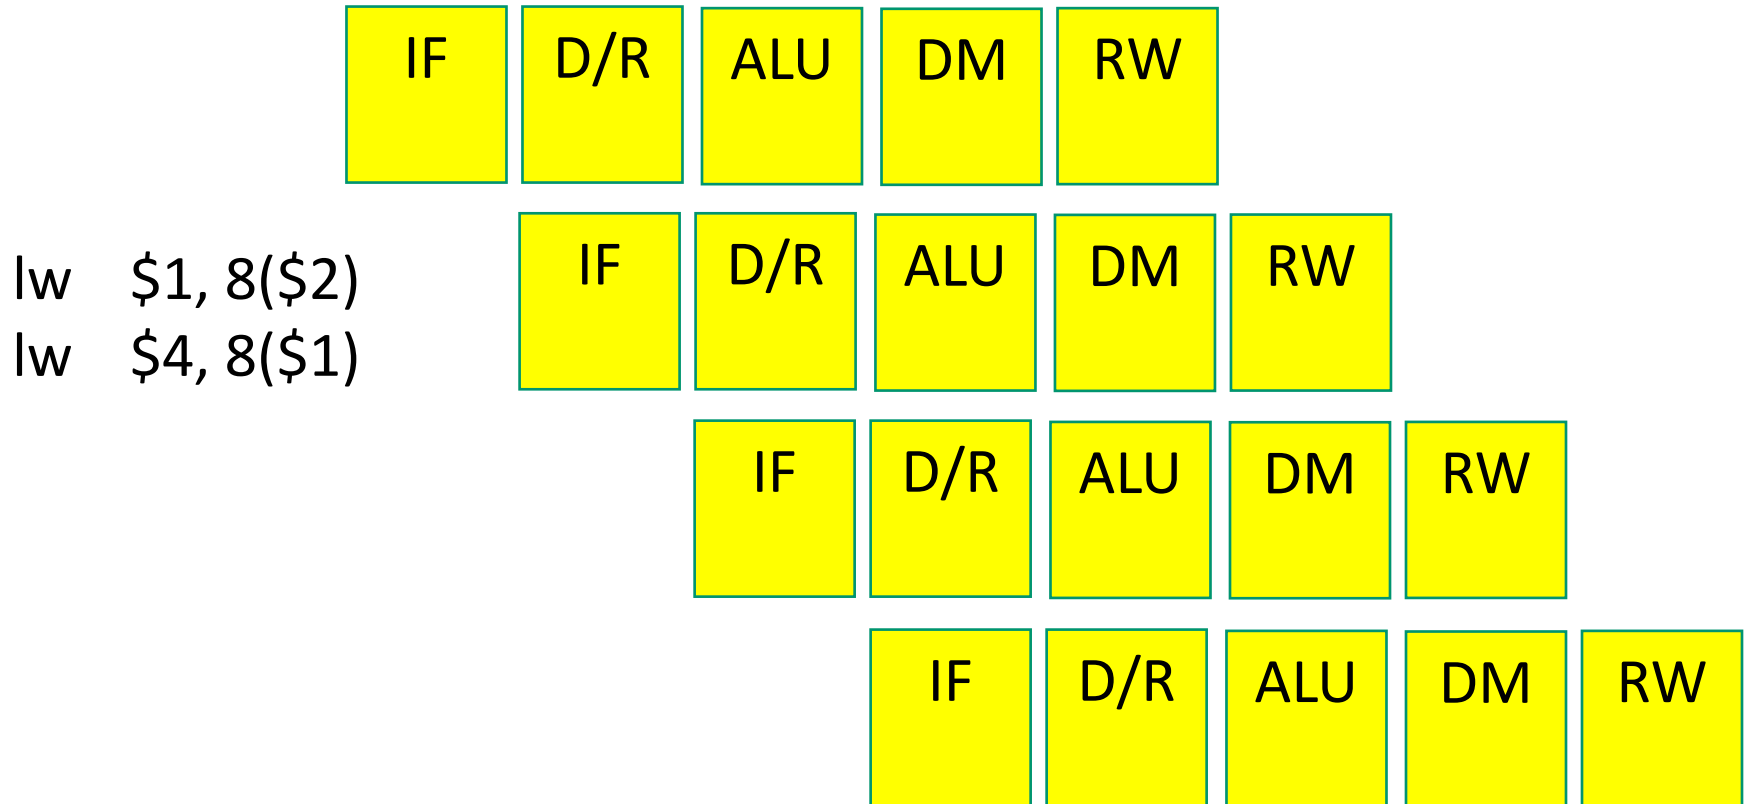 IF D/R ALU DM RW
IF D/R ALU DM RW
lw $1, 8($2)
lw $4, 8($1)
IF D/R ALU DM RW
IF D/R ALU DM RW